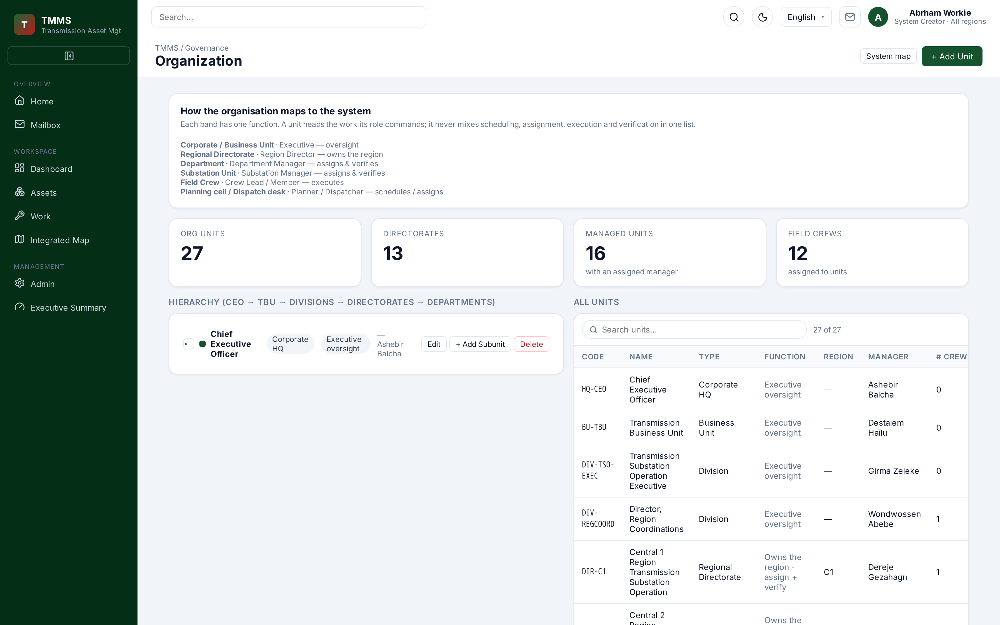 T
TMMS
Transmission Asset Mgt
OVERVIEW
Home
Mailbox
WORKSPACE
Dashboard
Assets
Work
Integrated Map
MANAGEMENT
Admin
Executive Summary
Search...
English
A
Abrham Workie
System Creator · All regions
TMMS / Governance
Organization
System map
+ Add Unit
How the organisation maps to the system
Each band has one function. A unit heads the work its role commands; it never mixes scheduling, assignment, execution and verification in one list.
Corporate / Business Unit · Executive — oversight
Regional Directorate · Region Director — owns the region
Department · Department Manager — assigns & verifies
Substation Unit · Substation Manager — assigns & verifies
Field Crew · Crew Lead / Member — executes
Planning cell / Dispatch desk · Planner / Dispatcher — schedules / assigns
ORG UNITS
27
DIRECTORATES
13
MANAGED UNITS
16
with an assigned manager
FIELD CREWS
12
assigned to units
HIERARCHY (CEO → TBU → DIVISIONS → DIRECTORATES → DEPARTMENTS)
Chief
Executive
Officer
Corporate
HQ
Executive
oversight
—
Ashebir
Balcha
Edit
+ Add Subunit
Delete
ALL UNITS
Search units...
27 of 27
CODE NAME TYPE FUNCTION REGION MANAGER # CREWS
HQ-CEO
Chief
Executive
Officer
Corporate
HQ
Executive
oversight
—
Ashebir
Balcha
0
BU-TBU
Transmission
Business Unit
Business
Unit
Executive
oversight
—
Destalem
Hailu
0
DIV-TSO-
EXEC
Transmission
Substation
Operation
Executive
Division
Executive
oversight
—
Girma Zeleke
0
DIV-
REGCOORD
Director,
Region
Coordinations
Division
Executive
oversight
—
Wondwossen
Abebe
1
DIR-C1
Central 1
Region
Transmission
Substation
Operation
Regional
Directorate
Owns the
region ·
assign +
verify
C1
Dereje
Gezahagn
1
Central 2
Region
Owns the